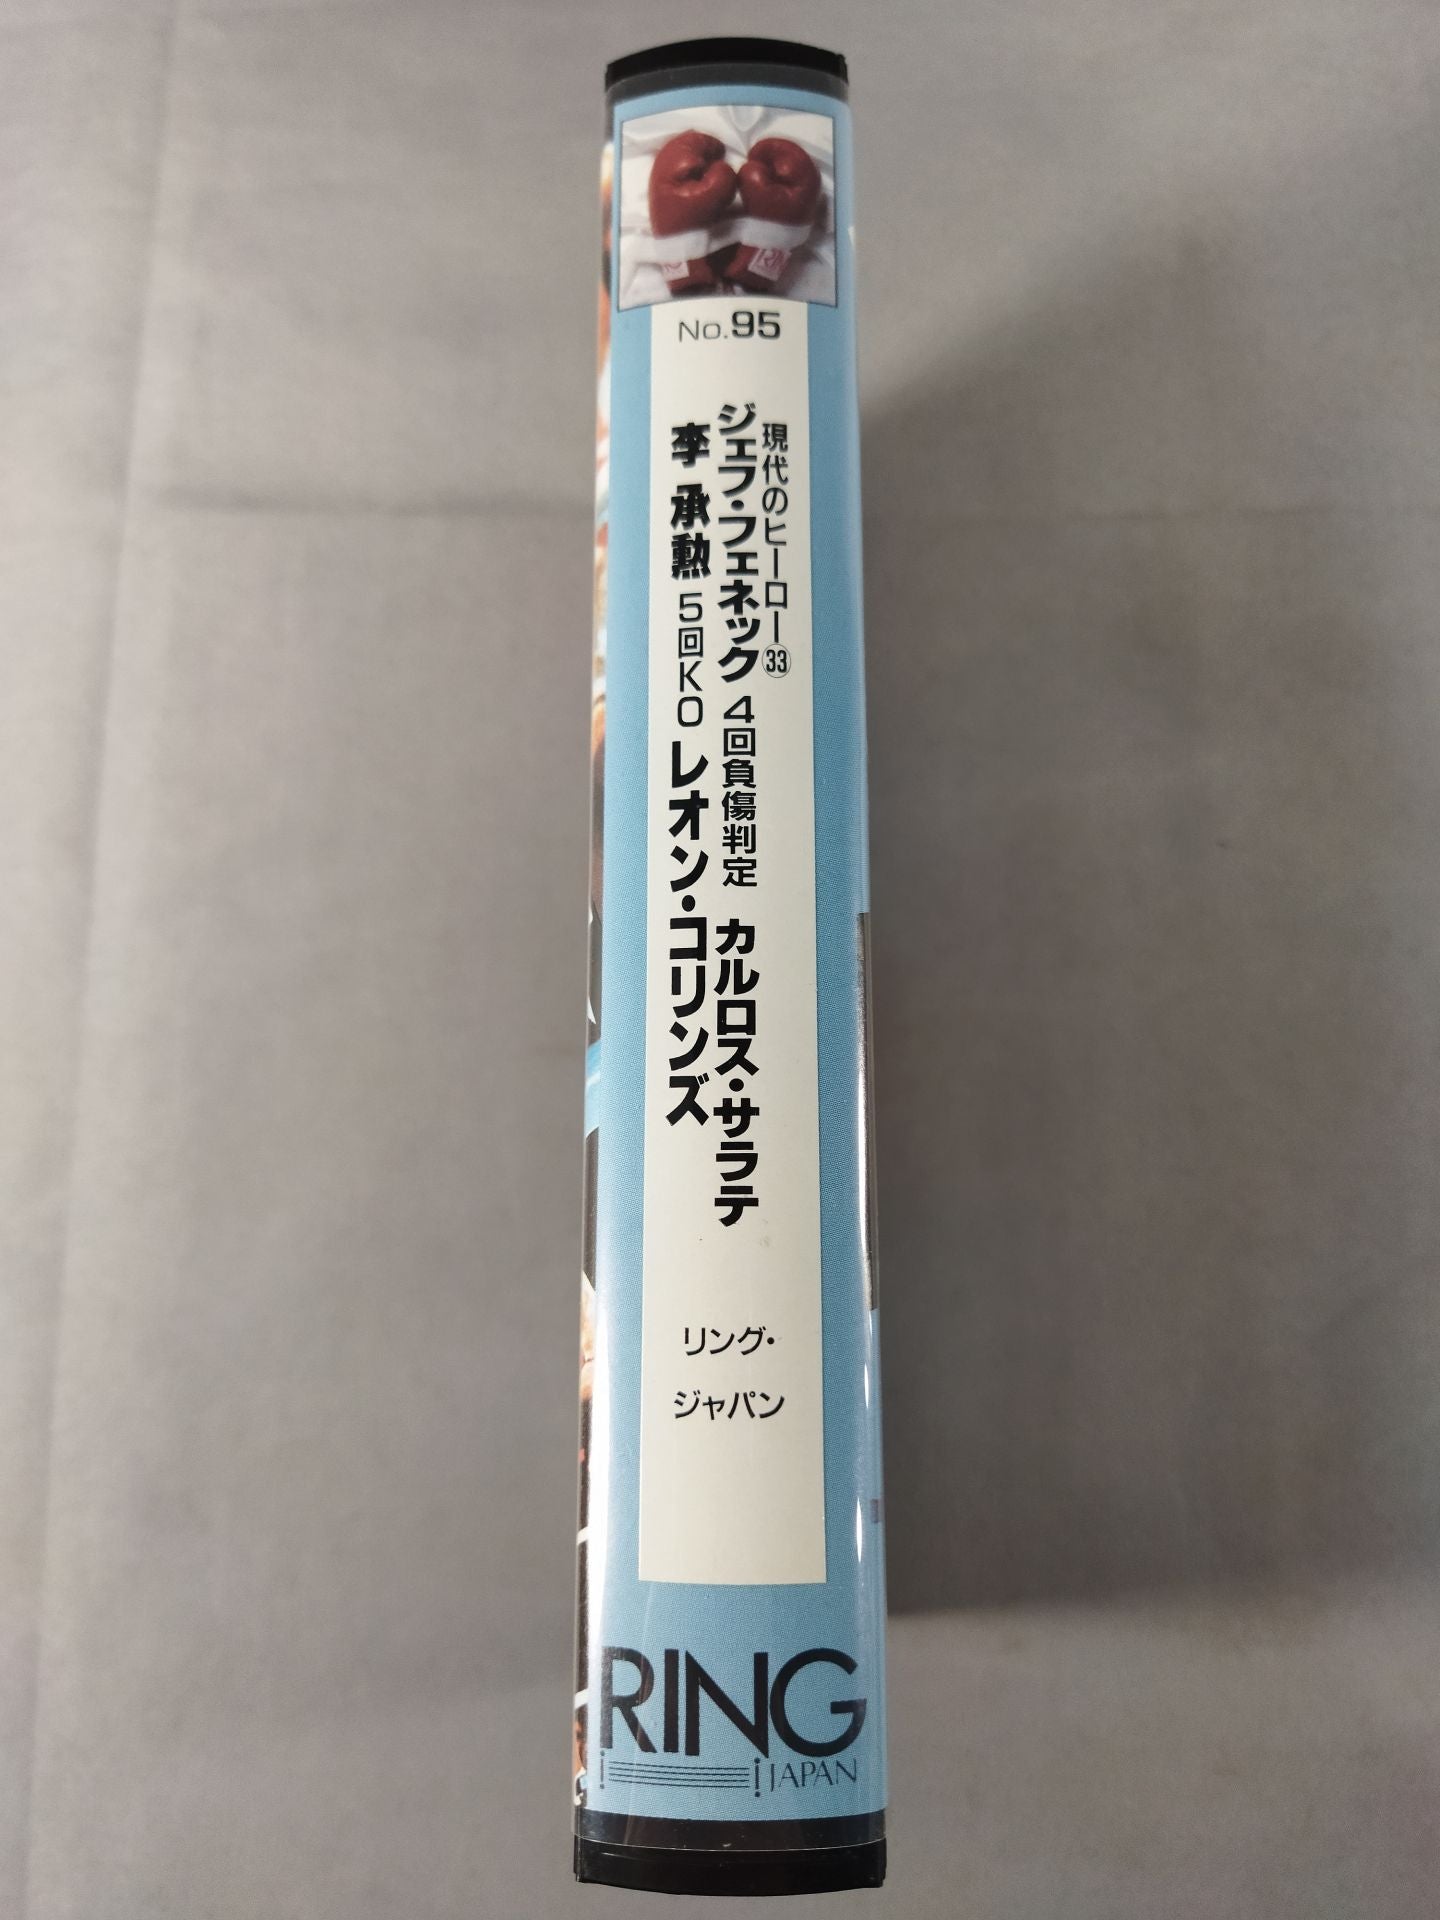 No.95
現代のヒーロー㉝
ジェフ・フェネック 4回負傷判定 カルロス・サラテ
李 承勲 5回KO レオン・コリンズ
リング・
ジャパン
RING
JAPAN